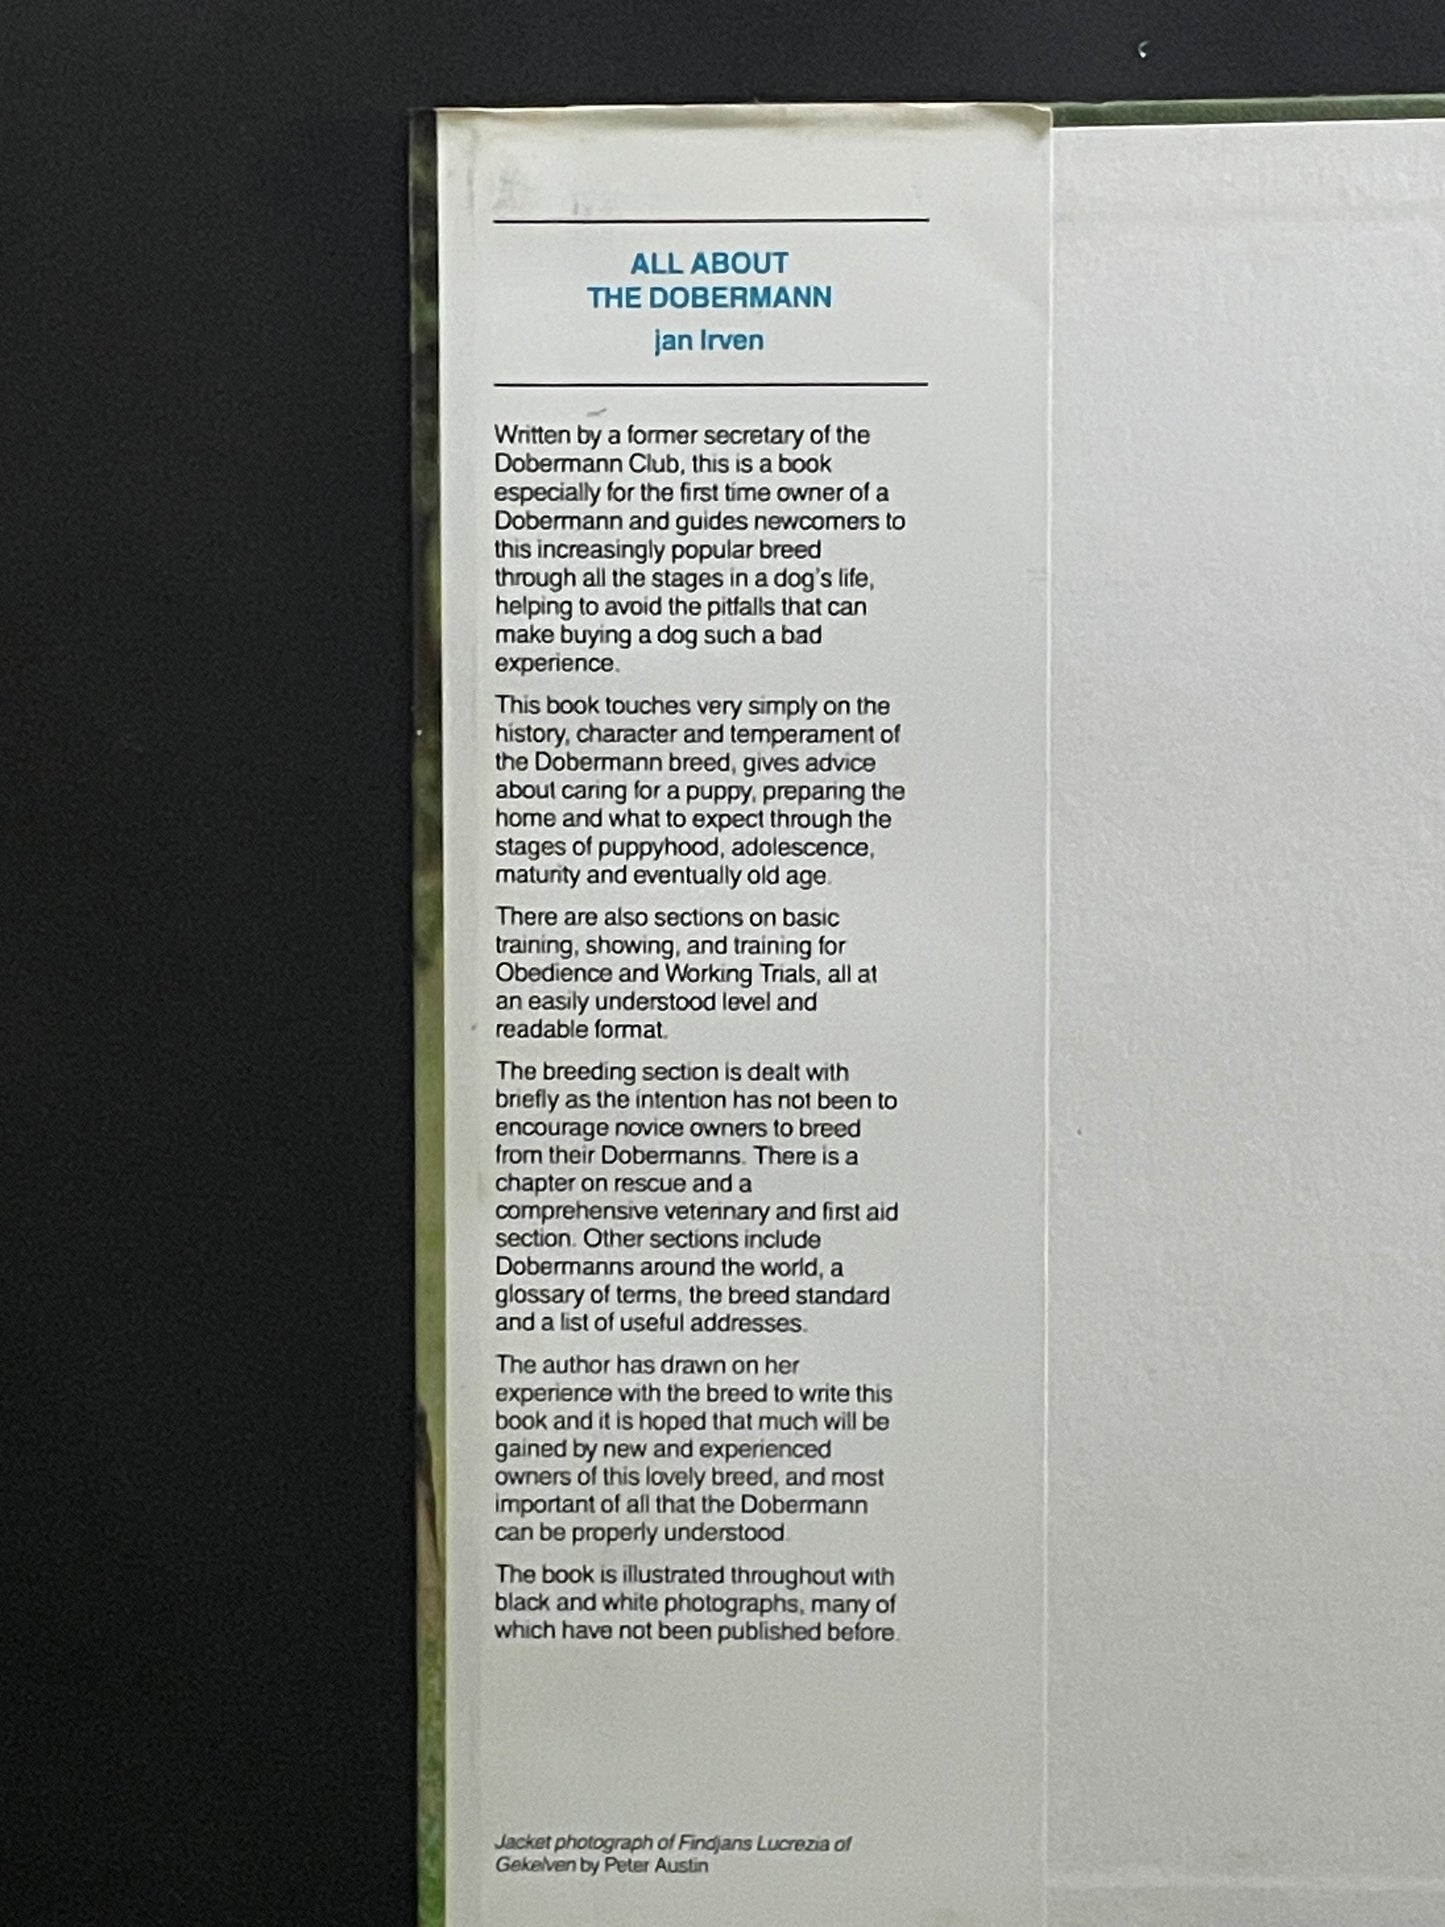 ALL ABOUT
THE DOBERMANN
jan Irven
Written by a former secretary of the
Dobermann Club, this is a book
especially for the first time owner of a
Dobermann and guides newcomers to
this increasingly popular breed
through all the stages in a dog's life,
helping to avoid the pitfalls that can
make buying a dog such a bad
experience.
This book touches very simply on the
history, character and temperament of
the Dobermann breed, gives advice
about caring for a puppy, preparing the
home and what to expect through the
stages of puppyhood, adolescence,
maturity and eventually old age.
There are also sections on basic
training, showing, and training for
Obedience and Working Trials, all at
an easily understood level and
readable format.
The breeding section is dealt with
briefly as the intention has not been to
encourage novice owners to breed
from their Dobermanns. There is a
chapter on rescue and a
comprehensive veterinary and first aid
section. Other sections include
Dobermanns around the world, a
glossary of terms, the breed standard
and a list of useful addresses.
The author has drawn on her
experience with the breed to write this
book and it is hoped that much will be
gained by new and experienced
owners of this lovely breed, and most
important of all that the Dobermann
can be properly understood.
The book is illustrated throughout with
black and white photographs, many of
which have not been published before.
Jacket photograph of Findjans Lucrezia of
Gekelven by Peter Austin